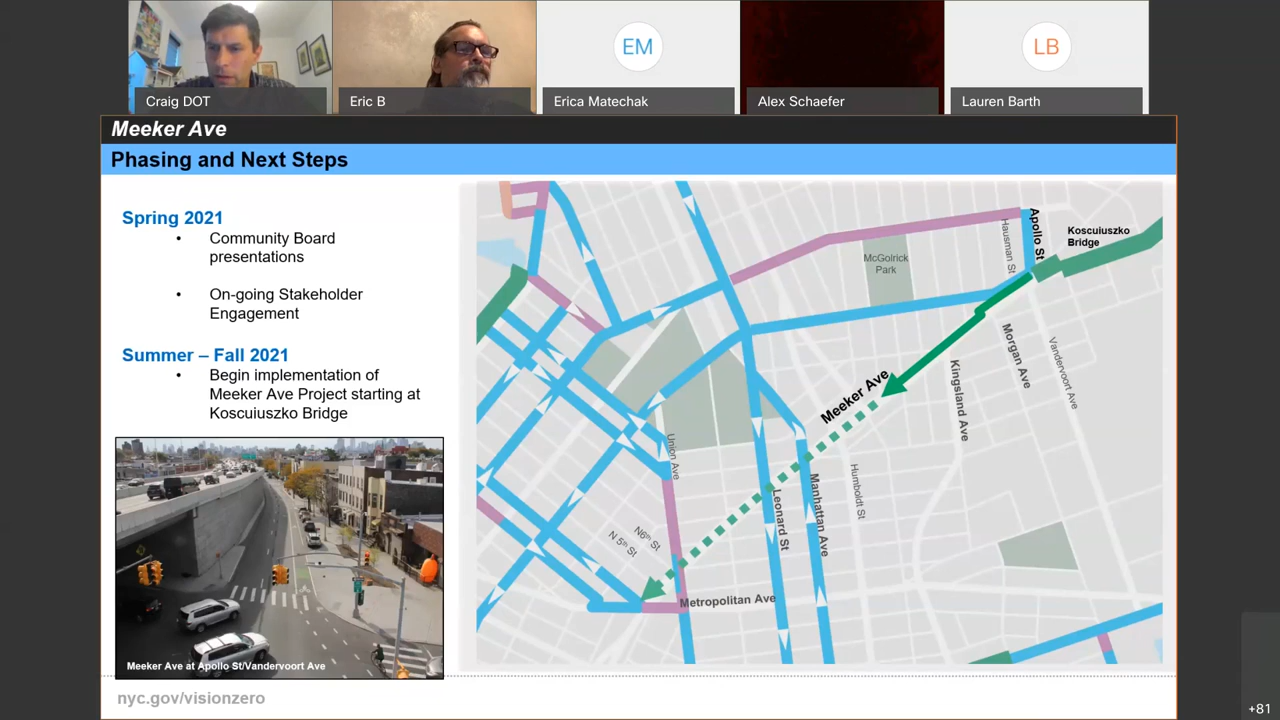 EM
LB
Craig DOT
Eric B
Erica Matechak
Alex Schaefer
Lauren Barth
Meeker Ave
Phasing and Next Steps
Spring 2021
• Community Board
presentations
• On-going Stakeholder
Engagement
Summer – Fall 2021
• Begin implementation of
Meeker Ave Project starting at
Koscuiuszko Bridge
Meeker Ave at Apollo St/Vandervoort Ave
Apollo St
Hausman St
Koscuiuszko
Bridge
McGolrick
Park
Morgan Ave
Vandervoort Ave
Kingsland Ave
Meeker Ave
Union Ave
Humboldt St
Manhattan Ave
Leonard St
N6th St
N 5th St
Metropolitan Ave
nyc.gov/visionzero
+81